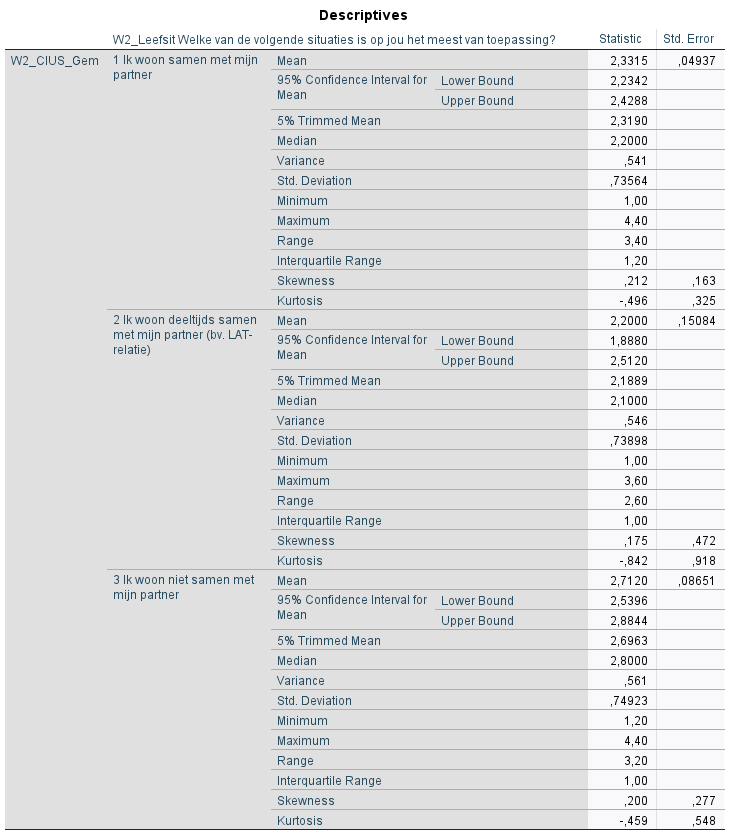 Descriptives
W2_Leefsit Welke van de volgende situaties is op jou het meest van toepassing? Statistic Std. Error
W2_CIUS_Gem 1 Ik woon samen met mijn partner Mean 2,3315 ,04937
95% Confidence Interval for Mean Lower Bound 2,2342
Upper Bound 2,4288
5% Trimmed Mean 2,3190
Median 2,2000
Variance ,541
Std. Deviation ,73564
Minimum 1,00
Maximum 4,40
Range 3,40
Interquartile Range 1,20
Skewness ,212 ,163
Kurtosis -,496 ,325
2 Ik woon deeltijds samen met mijn partner (bv. LAT-relatie) Mean 2,2000 ,15084
95% Confidence Interval for Mean Lower Bound 1,8880
Upper Bound 2,5120
5% Trimmed Mean 2,1889
Median 2,1000
Variance ,546
Std. Deviation ,73898
Minimum 1,00
Maximum 3,60
Range 2,60
Interquartile Range 1,00
Skewness ,175 ,472
Kurtosis -,842 ,918
3 Ik woon niet samen met mijn partner Mean 2,7120 ,08651
95% Confidence Interval for Mean Lower Bound 2,5396
Upper Bound 2,8844
5% Trimmed Mean 2,6963
Median 2,8000
Variance ,561
Std. Deviation ,74923
Minimum 1,20
Maximum 4,40
Range 3,20
Interquartile Range 1,00
Skewness ,200 ,277
Kurtosis -,459 ,548